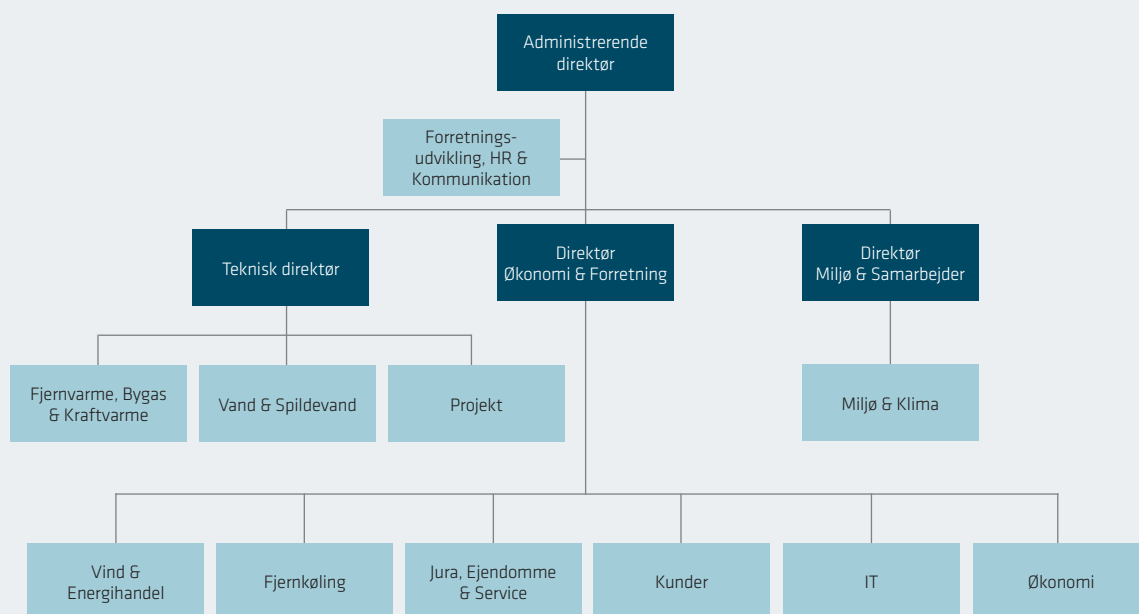 Administrerende
direktør
Forretnings-
udvikling, HR &
Kommunikation
Teknisk direktør
Direktør
Økonomi & Forretning
Direktør
Miljø & Samarbejder
Fjernvarme, Bygas
& Kraftvarme
Vand & Spildevand
Projekt
Miljø & Klima
Vind &
Energihandel
Fjernkøling
Jura, Ejendomme
& Service
Kunder
IT
Økonomi